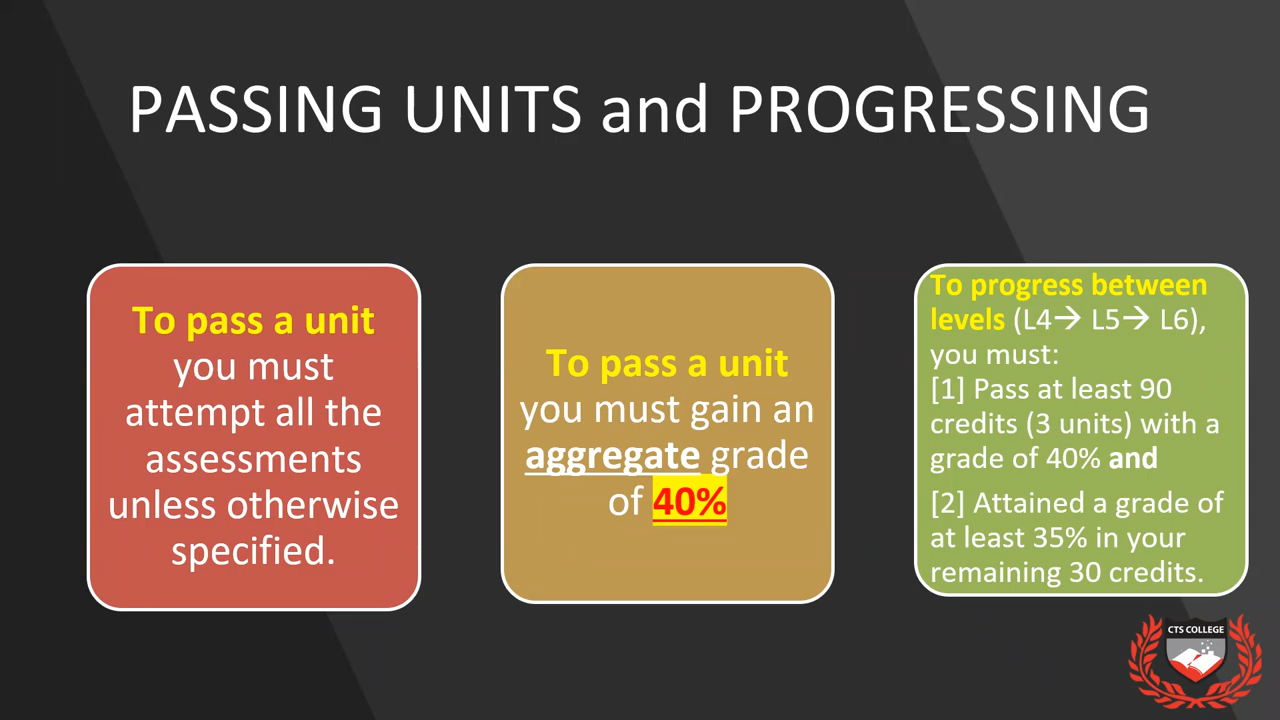 PASSING UNITS and PROGRESSING
To pass a unit
you must
attempt all the
assessments
unless otherwise
specified.
To pass a unit
you must gain an
aggregate grade
of 40%
To progress between
levels (L4→ L5→ L6),
you must:
[1] Pass at least 90
credits (3 units) with a
grade of 40% and
[2] Attained a grade of
at least 35% in your
remaining 30 credits.
CTS COLLEGE